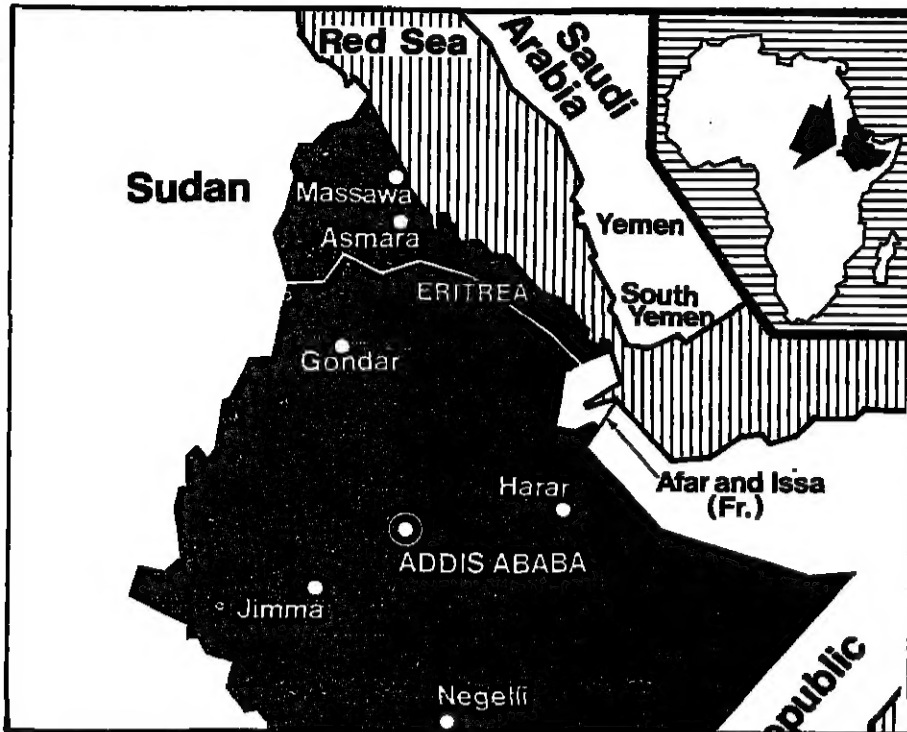 Red Sea
Saudi
Arabia
Sudan
Massawa
Asmara
Yemen
ERITREA
South
Yemen
Gondar
Afar and Issa
(Fr.)
Harar
ADDIS ABABA
Jimma
Negelli
epublic